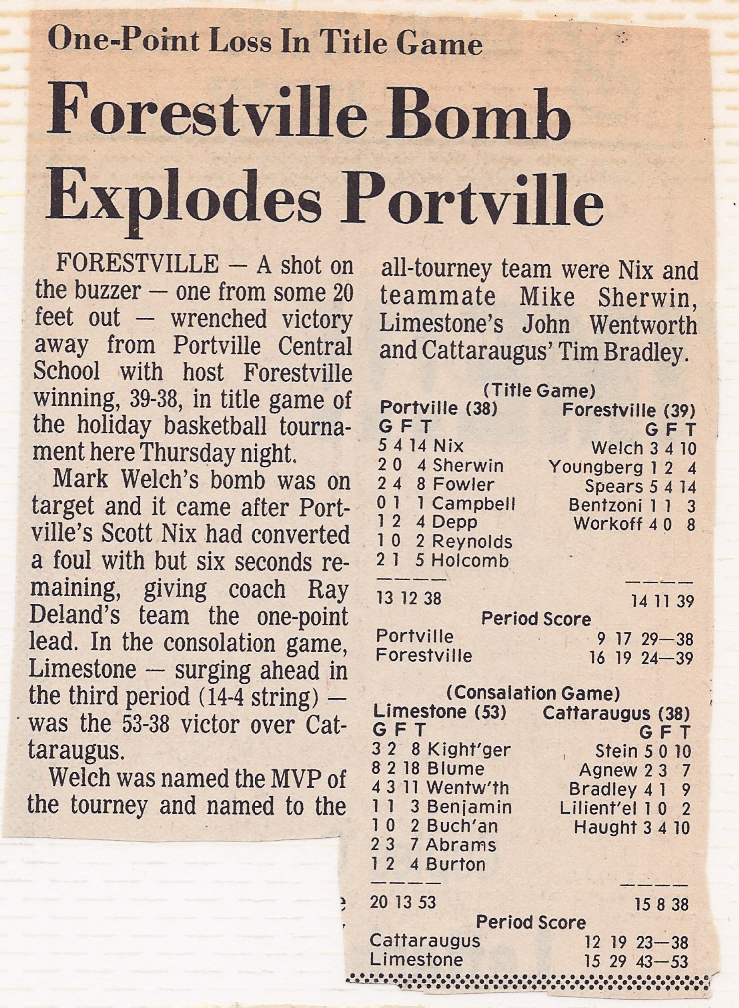 One-Point Loss In Title Game
Forestville Bomb
Explodes Portville
FORESTVILLE — A shot on
the buzzer — one from some 20
feet out — wrenched victory
away from Portville Central
School with host Forestville
winning, 39-38, in title game of
the holiday basketball tourna-
ment here Thursday night.
Mark Welch's bomb was on
target and it came after Port-
ville's Scott Nix had converted
a foul with but six seconds re-
maining, giving coach Ray
Deland's team the one-point
lead. In the consolation game,
Limestone — surging ahead in
the third period (14-4 string) —
was the 53-38 victor over Cat-
taraugus.
Welch was named the MVP of
the tourney and named to the
all-tourney team were Nix and
teammate Mike Sherwin,
Limestone's John Wentworth
and Cattaraugus' Tim Bradley.
(Title Game)
Portville (38) Forestville (39)
G F T G F T
5 4 14 Nix Welch 3 4 10
2 0 4 Sherwin Youngberg 1 2 4
2 4 8 Fowler Spears 5 4 14
0 1 1 Campbell Bentzoni 1 1 3
1 2 4 Depp Workoff 4 0 8
1 0 2 Reynolds
2 1 5 Holcomb
13 12 38 14 11 39
Period Score
Portville 9 17 29—38
Forestville 16 19 24—39
(Consalation Game)
Limestone (53) Cattaraugus (38)
G F T G F T
3 2 8 Kight'ger Stein 5 0 10
8 2 18 Blume Agnew 2 3 7
4 3 11 Wentw'th Bradley 4 1 9
1 1 3 Benjamin Lilient'el 1 0 2
1 0 2 Buch'an Haught 3 4 10
2 3 7 Abrams
1 2 4 Burton
20 13 53 15 8 38
Period Score
Cattaraugus 12 19 23—38
Limestone 15 29 43—53